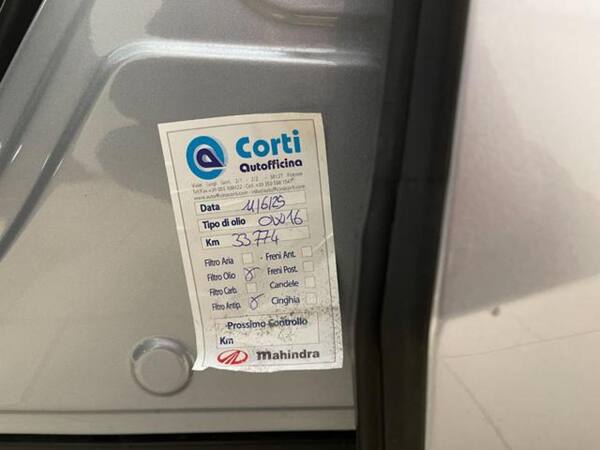 Corti
autofficina
Data 11/6/25
Tipo di olio 0W16
Km 33774
Filtro Aria Freni Ant.
Filtro Olio Freni Post.
Filtro Carb. Candele
Filtro Antip. Cinghia
Prossimo Controllo
Km
mahindra